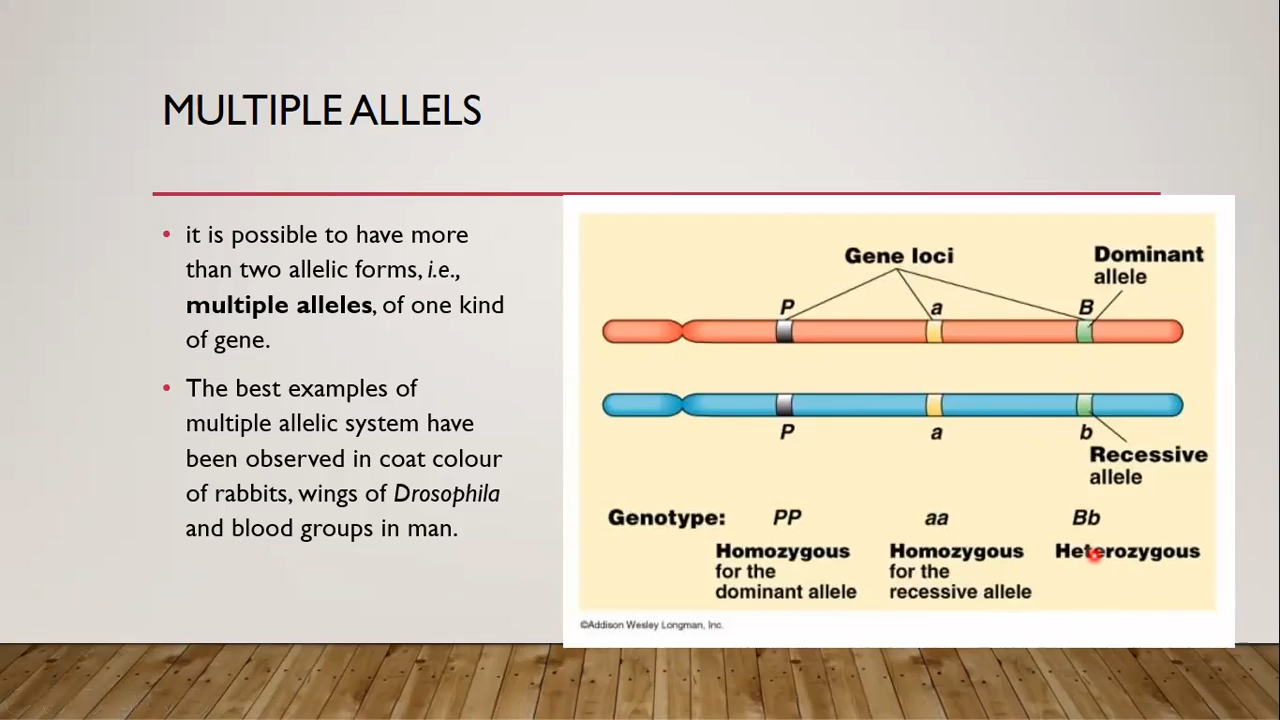 MULTIPLE ALLELS
• it is possible to have more
than two allelic forms, i.e.,
multiple alleles, of one kind
of gene.
• The best examples of
multiple allelic system have
been observed in coat colour
of rabbits, wings of Drosophila
and blood groups in man.
Gene loci
Dominant
allele
P a B
P a b
Recessive
allele
Genotype: PP aa Bb
Homozygous
for the
dominant allele
Homozygous
for the
recessive allele
Heterozygous
©Addison Wesley Longman, Inc.